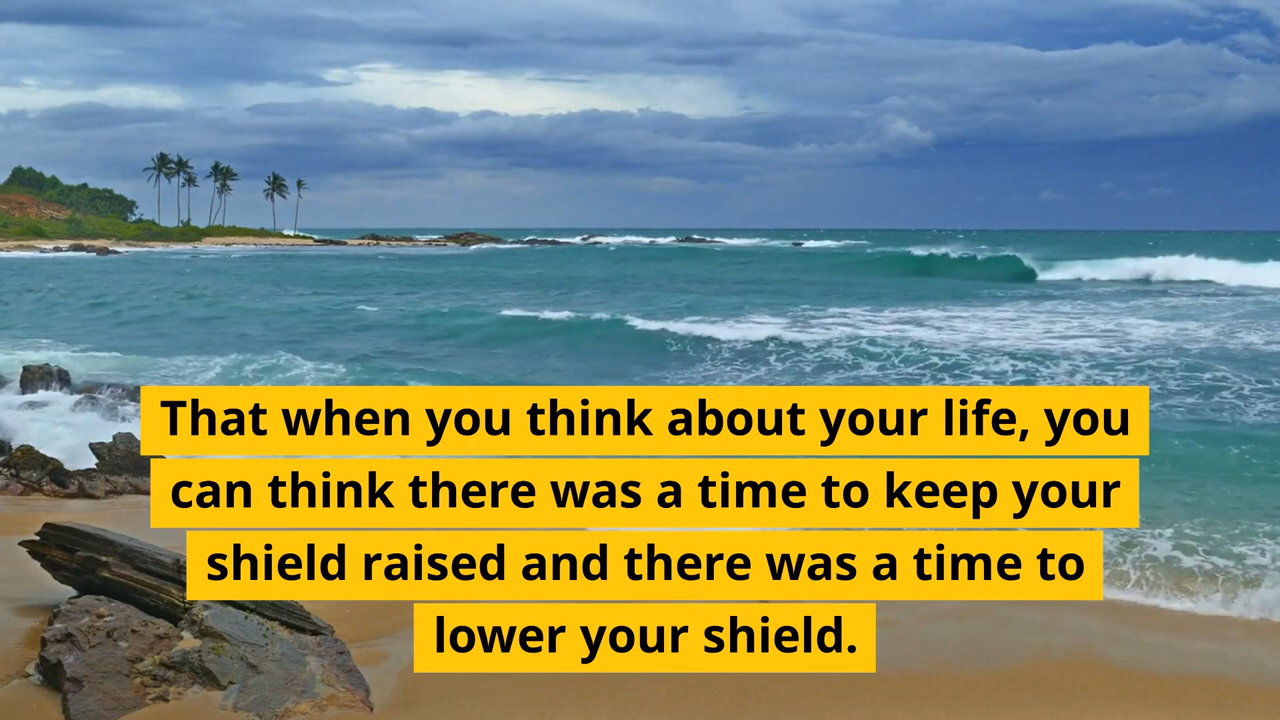 That when you think about your life, you
can think there was a time to keep your
shield raised and there was a time to
lower your shield.